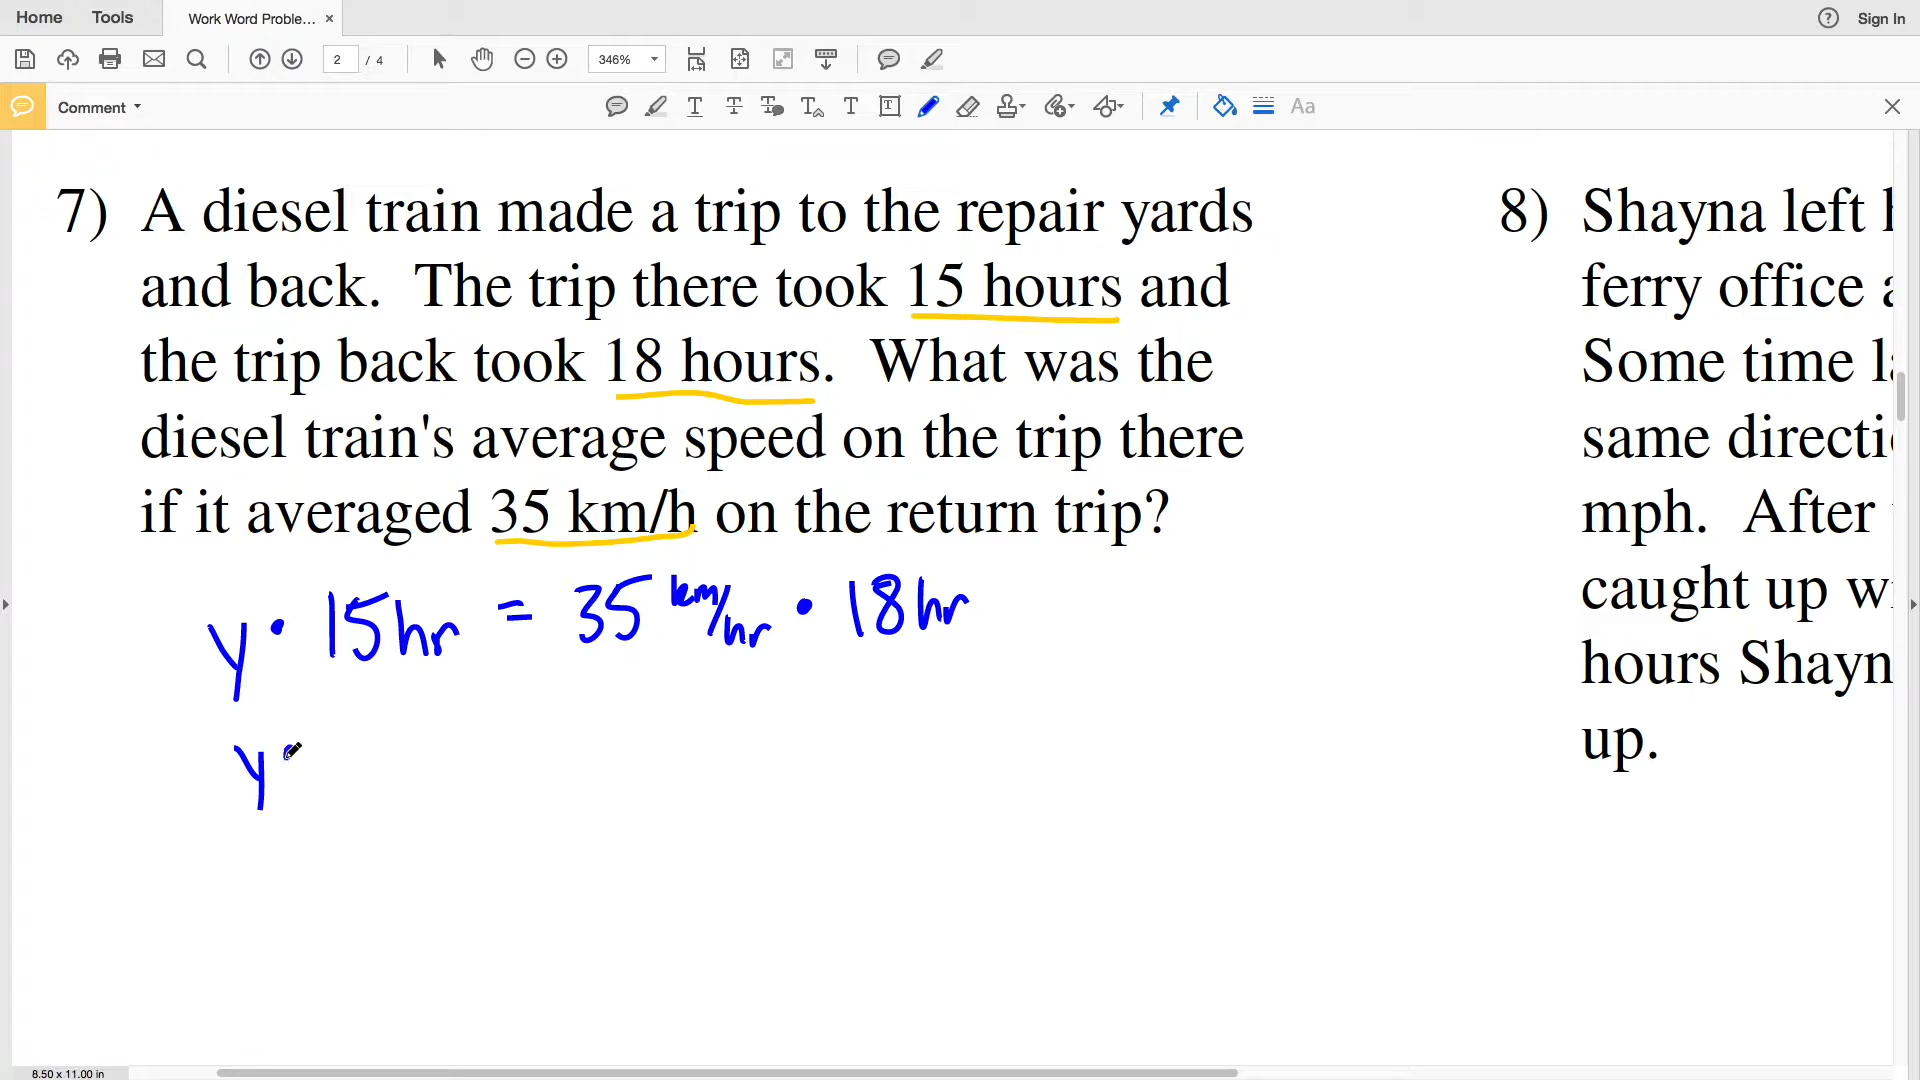 Home Tools Work Word Proble... × ? Sign In
2 / 4 346%
Comment Aa
7) A diesel train made a trip to the repair yards
and back. The trip there took 15 hours and
the trip back took 18 hours. What was the
diesel train's average speed on the trip there
if it averaged 35 km/h on the return trip?
y • 15hr = 35 km/hr • 18hr
y •
8) Shayna left
ferry office
Some time
same
mph. After
caught up
hours
up.
8.50 x 11.00 in